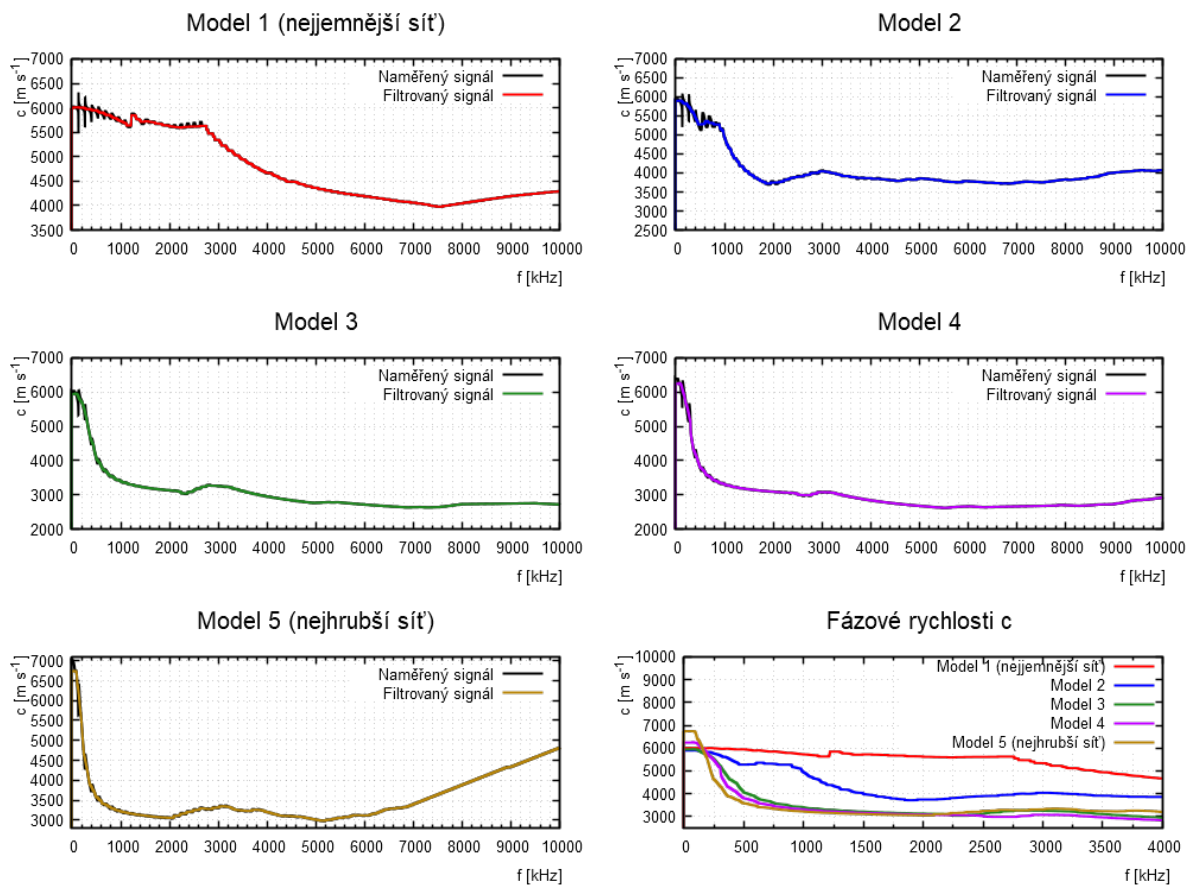 Model 1 (nejjemnější síť)
c [m s-1]
7000
6500
6000
5500
5000
4500
4000
3500
Naměřený signál
Filtrovaný signál
0 1000 2000 3000 4000 5000 6000 7000 8000 9000 10000
f [kHz]
Model 2
c [m s-1]
7000
6500
6000
5500
5000
4500
4000
3500
3000
2500
Naměřený signál
Filtrovaný signál
0 1000 2000 3000 4000 5000 6000 7000 8000 9000 10000
f [kHz]
Model 3
c [m s-1]
7000
6000
5000
4000
3000
2000
Naměřený signál
Filtrovaný signál
0 1000 2000 3000 4000 5000 6000 7000 8000 9000 10000
f [kHz]
Model 4
c [m s-1]
7000
6000
5000
4000
3000
2000
Naměřený signál
Filtrovaný signál
0 1000 2000 3000 4000 5000 6000 7000 8000 9000 10000
f [kHz]
Model 5 (nejhrubší síť)
c [m s-1]
7000
6500
6000
5500
5000
4500
4000
3500
3000
Naměřený signál
Filtrovaný signál
0 1000 2000 3000 4000 5000 6000 7000 8000 9000 10000
f [kHz]
Fázové rychlosti c
c [m s-1]
10000
9000
8000
7000
6000
5000
4000
3000
Model 1 (nejjemnější síť)
Model 2
Model 3
Model 4
Model 5 (nejhrubší síť)
0 500 1000 1500 2000 2500 3000 3500 4000
f [kHz]